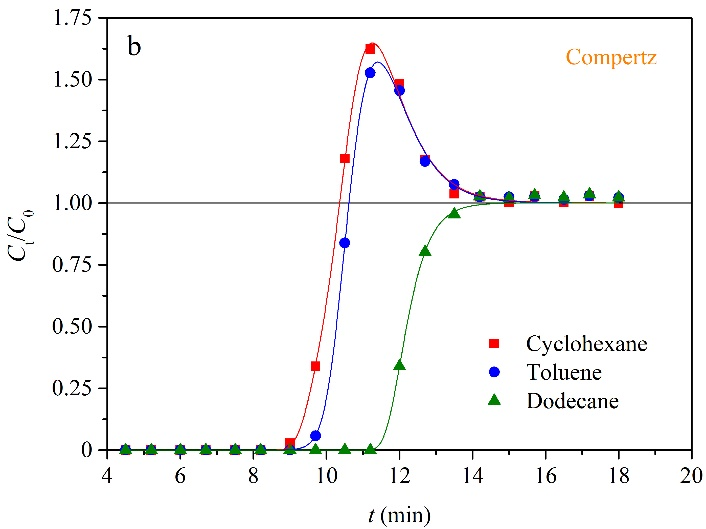 b
Compertz
1.75
1.50
1.25
1.00
0.75
0.50
0.25
0
Ct/C0
Cyclohexane
Toluene
Dodecane
4 6 8 10 12 14 16 18 20
t (min)